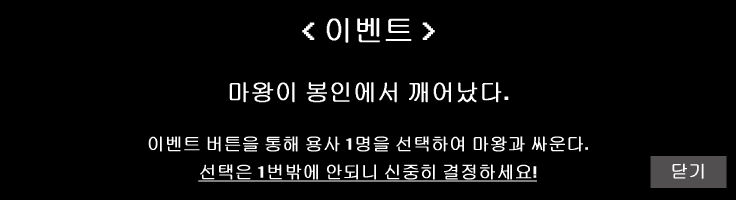 < 이벤트 >
마왕이 봉인에서 깨어났다.
이벤트 버튼을 통해 용사 1명을 선택하여 마왕과 싸운다.
선택은 1번밖에 안되니 신중히 결정하세요!
닫기